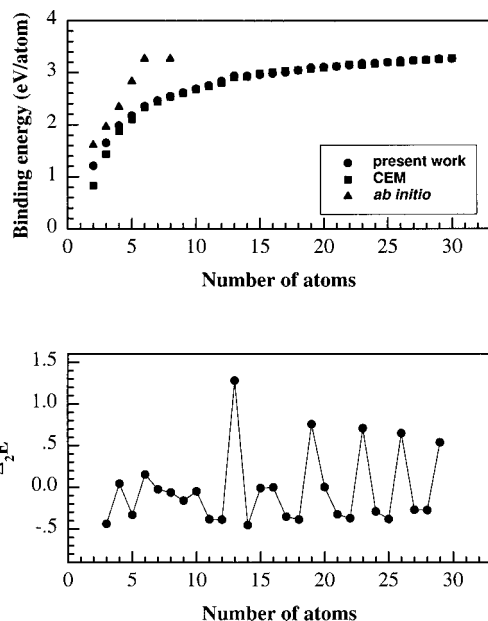 Binding energy (eV/atom)
4
3
2
1
0
present work
CEM
ab initio
0 5 10 15 20 25 30
Number of atoms
Δ₂E
1.5
1.0
.5
0.0
-.5
0 5 10 15 20 25 30
Number of atoms